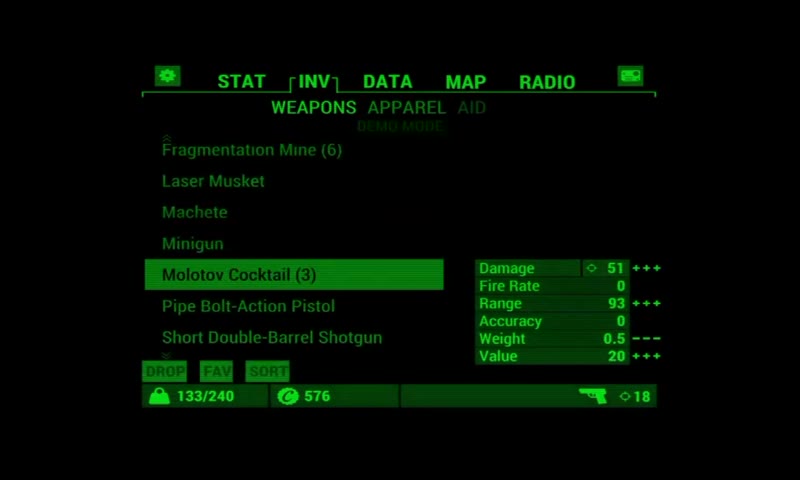 STAT INV DATA MAP RADIO
WEAPONS APPAREL AID
DEMO MODE
Fragmentation Mine (6)
Laser Musket
Machete
Minigun
Molotov Cocktail (3)
Pipe Bolt-Action Pistol
Short Double-Barrel Shotgun
Damage 51 +++
Fire Rate 0
Range 93 +++
Accuracy 0
Weight 0.5 ---
Value 20 +++
DROP FAV SORT
133/240 576 18